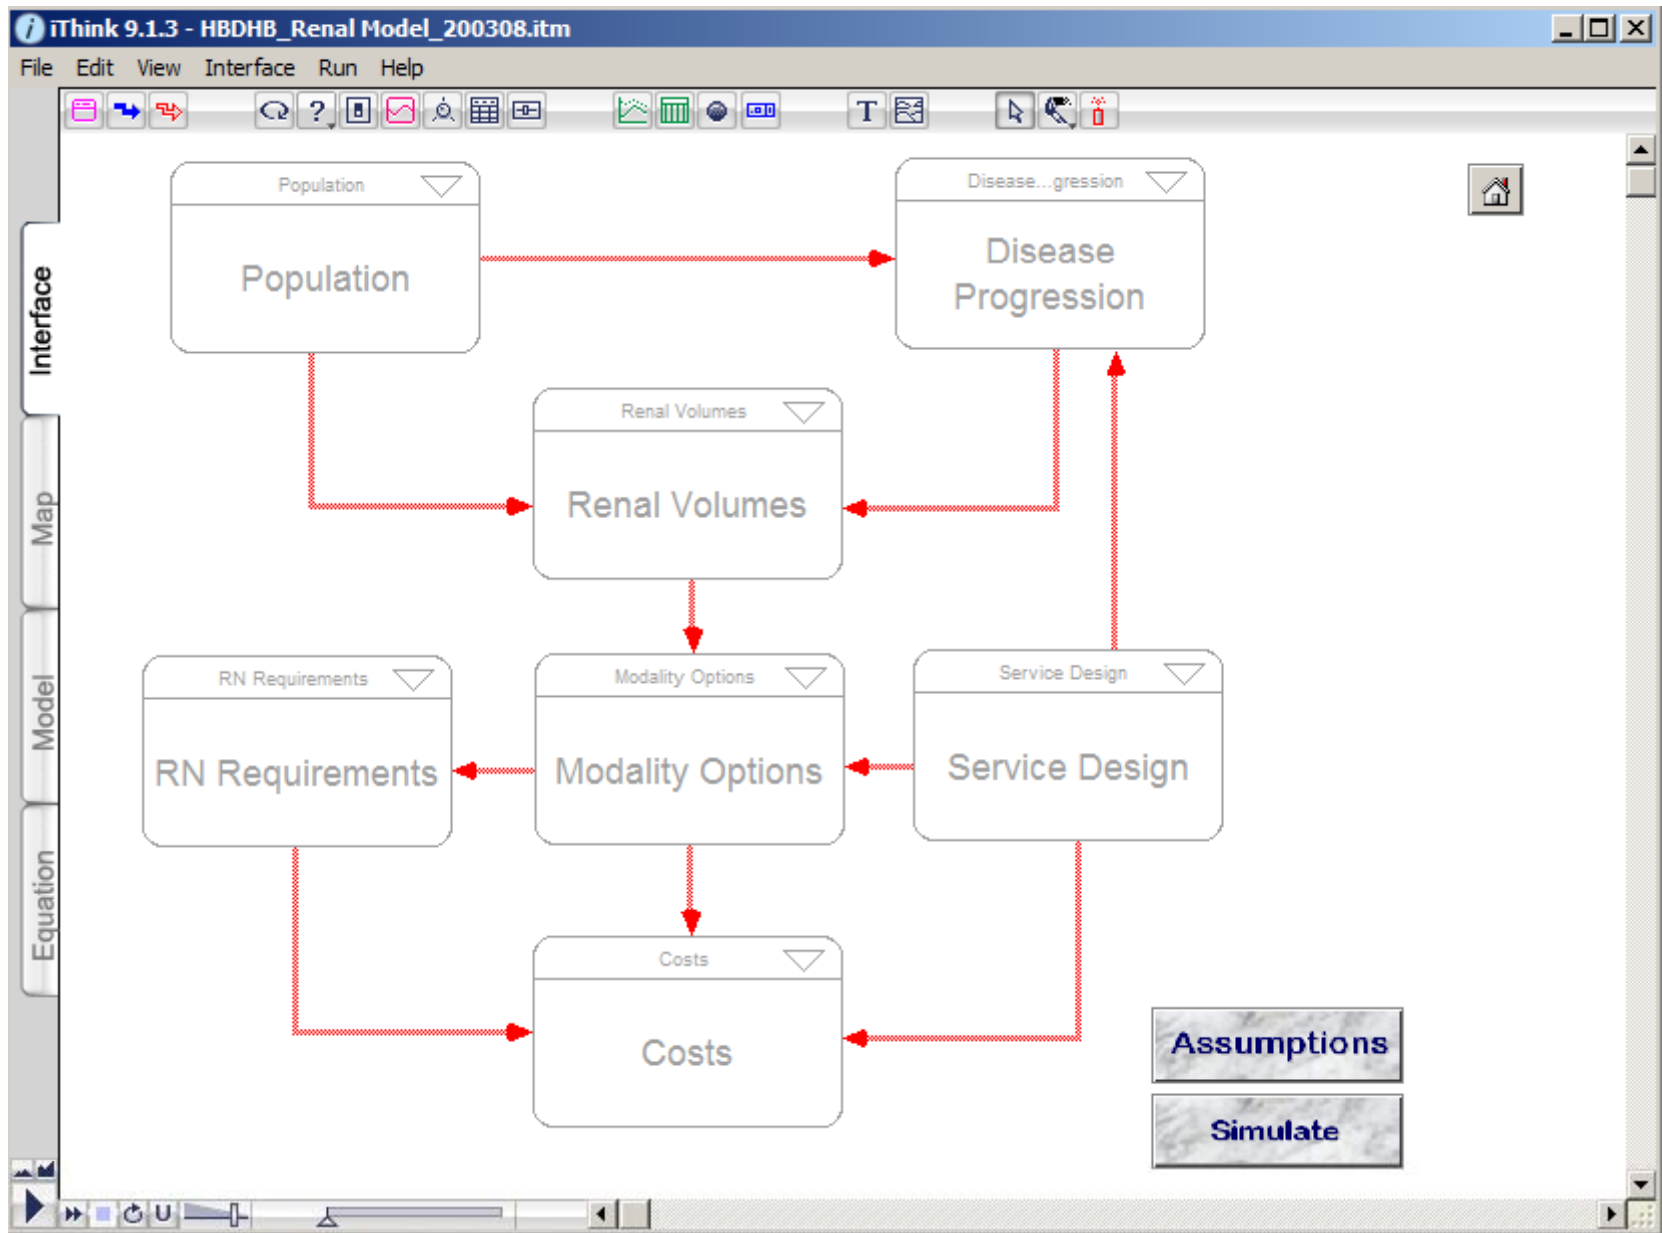 iThink 9.1.3 - HBDHB_Renal Model_200308.itm
File Edit View Interface Run Help
Interface
Map
Model
Equation
Population
Population
Disease...gression
Disease
Progression
Renal Volumes
Renal Volumes
RN Requirements
RN Requirements
Modality Options
Modality Options
Service Design
Service Design
Costs
Costs
Assumptions
Simulate